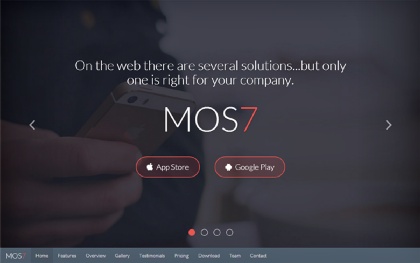 On the web there are several solutions...but only
one is right for your company.
MOS7
App Store
Google Play
MOS7 Home Features Overview Gallery Testimonials Pricing Download Team Contact